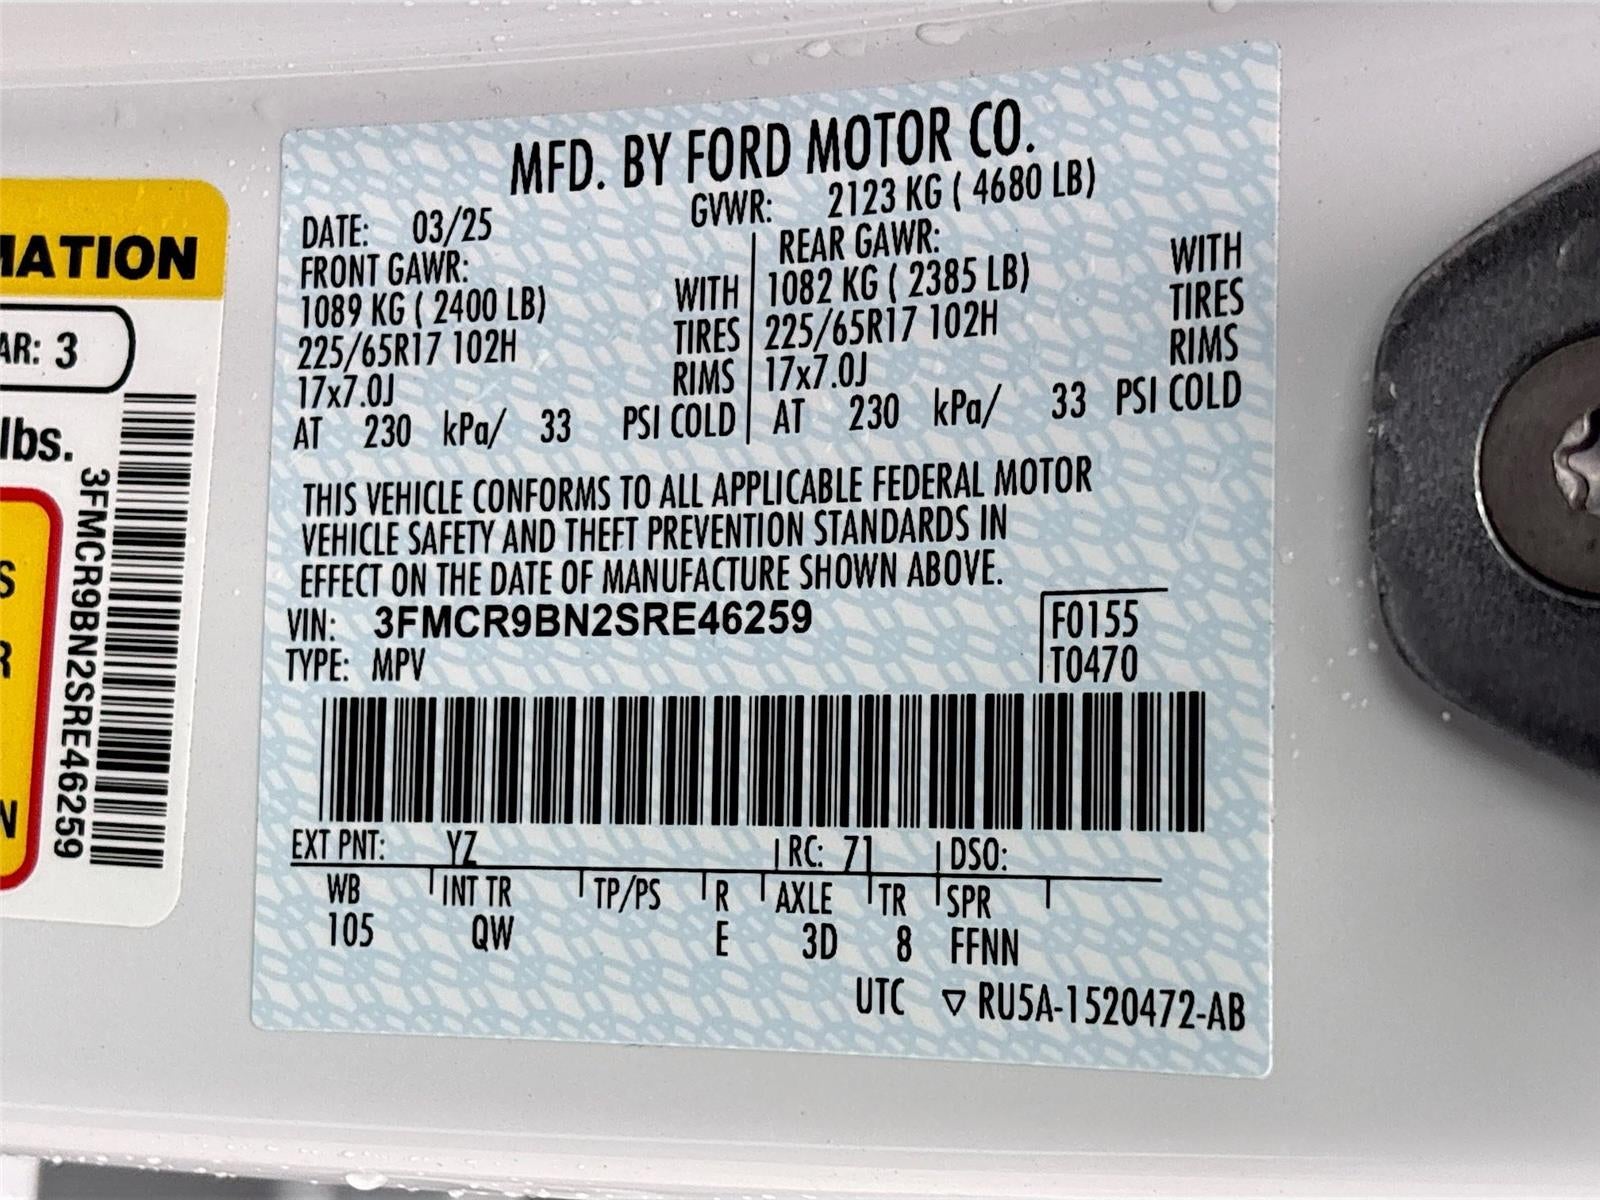 MATION
AR: 3
lbs.
3FMCR9BN2SRE46259
S
R
N
MFD. BY FORD MOTOR CO.
DATE: 03/25 GVWR: 2123 KG ( 4680 LB)
FRONT GAWR: REAR GAWR:
1089 KG ( 2400 LB) WITH 1082 KG ( 2385 LB) WITH
225/65R17 102H TIRES 225/65R17 102H TIRES
17x7.0J RIMS 17x7.0J RIMS
AT 230 kPa/ 33 PSI COLD AT 230 kPa/ 33 PSI COLD
THIS VEHICLE CONFORMS TO ALL APPLICABLE FEDERAL MOTOR
VEHICLE SAFETY AND THEFT PREVENTION STANDARDS IN
EFFECT ON THE DATE OF MANUFACTURE SHOWN ABOVE.
VIN: 3FMCR9BN2SRE46259 F0155
TYPE: MPV T0470
EXT PNT: YZ RC: 71 DSO:
WB INT TR TP/PS R AXLE TR SPR
105 QW E 3D 8 FFNN
UTC ▽ RU5A-1520472-AB